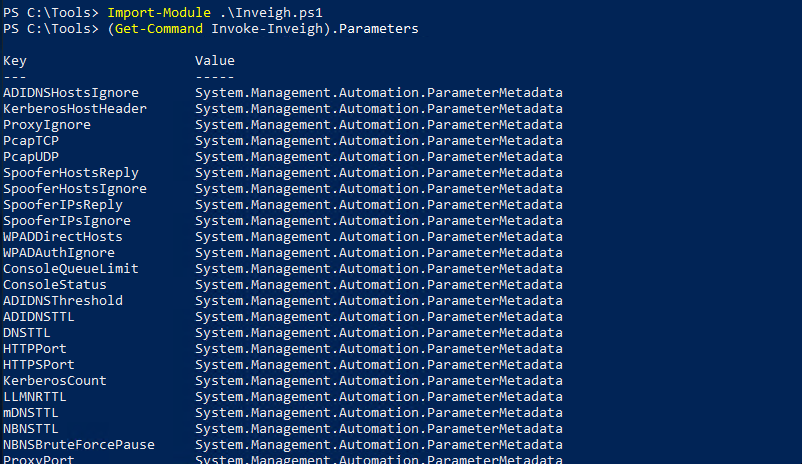 PS C:\Tools> Import-Module .\Inveigh.ps1
PS C:\Tools> (Get-Command Invoke-Inveigh).Parameters
Key                     Value
---                     -----
ADIDNSHostsIgnore       System.Management.Automation.ParameterMetadata
KerberosHostHeader      System.Management.Automation.ParameterMetadata
ProxyIgnore             System.Management.Automation.ParameterMetadata
PcapTCP                 System.Management.Automation.ParameterMetadata
PcapUDP                 System.Management.Automation.ParameterMetadata
SpooferHostsReply       System.Management.Automation.ParameterMetadata
SpooferHostsIgnore      System.Management.Automation.ParameterMetadata
SpooferIPsReply         System.Management.Automation.ParameterMetadata
SpooferIPsIgnore        System.Management.Automation.ParameterMetadata
WPADDirectHosts         System.Management.Automation.ParameterMetadata
WPADAuthIgnore          System.Management.Automation.ParameterMetadata
ConsoleQueueLimit       System.Management.Automation.ParameterMetadata
ConsoleStatus           System.Management.Automation.ParameterMetadata
ADIDNSThreshold         System.Management.Automation.ParameterMetadata
ADIDNSTTL               System.Management.Automation.ParameterMetadata
DNSTTL                  System.Management.Automation.ParameterMetadata
HTTPPort                System.Management.Automation.ParameterMetadata
HTTPSPort               System.Management.Automation.ParameterMetadata
KerberosCount           System.Management.Automation.ParameterMetadata
LLMNRTTL                System.Management.Automation.ParameterMetadata
mDNSTTL                 System.Management.Automation.ParameterMetadata
NBNSTTL                 System.Management.Automation.ParameterMetadata
NBNSBruteForcePause     System.Management.Automation.ParameterMetadata
ProxyPort               System.Management.Automation.ParameterMetadata